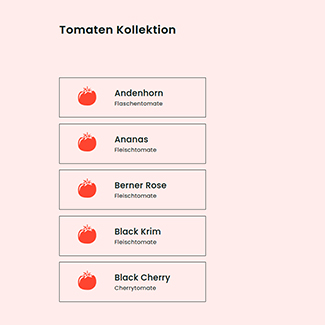 Tomaten Kollektion
Andenhorn
Flaschentomate
Ananas
Fleischtomate
Berner Rose
Fleischtomate
Black Krim
Fleischtomate
Black Cherry
Cherrytomate